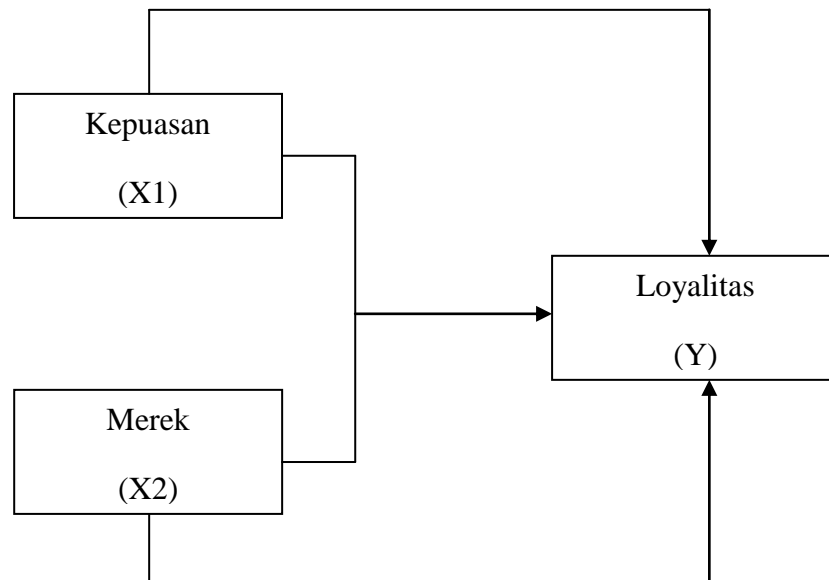 Kepuasan
(X1)
Loyalitas
(Y)
Merek
(X2)